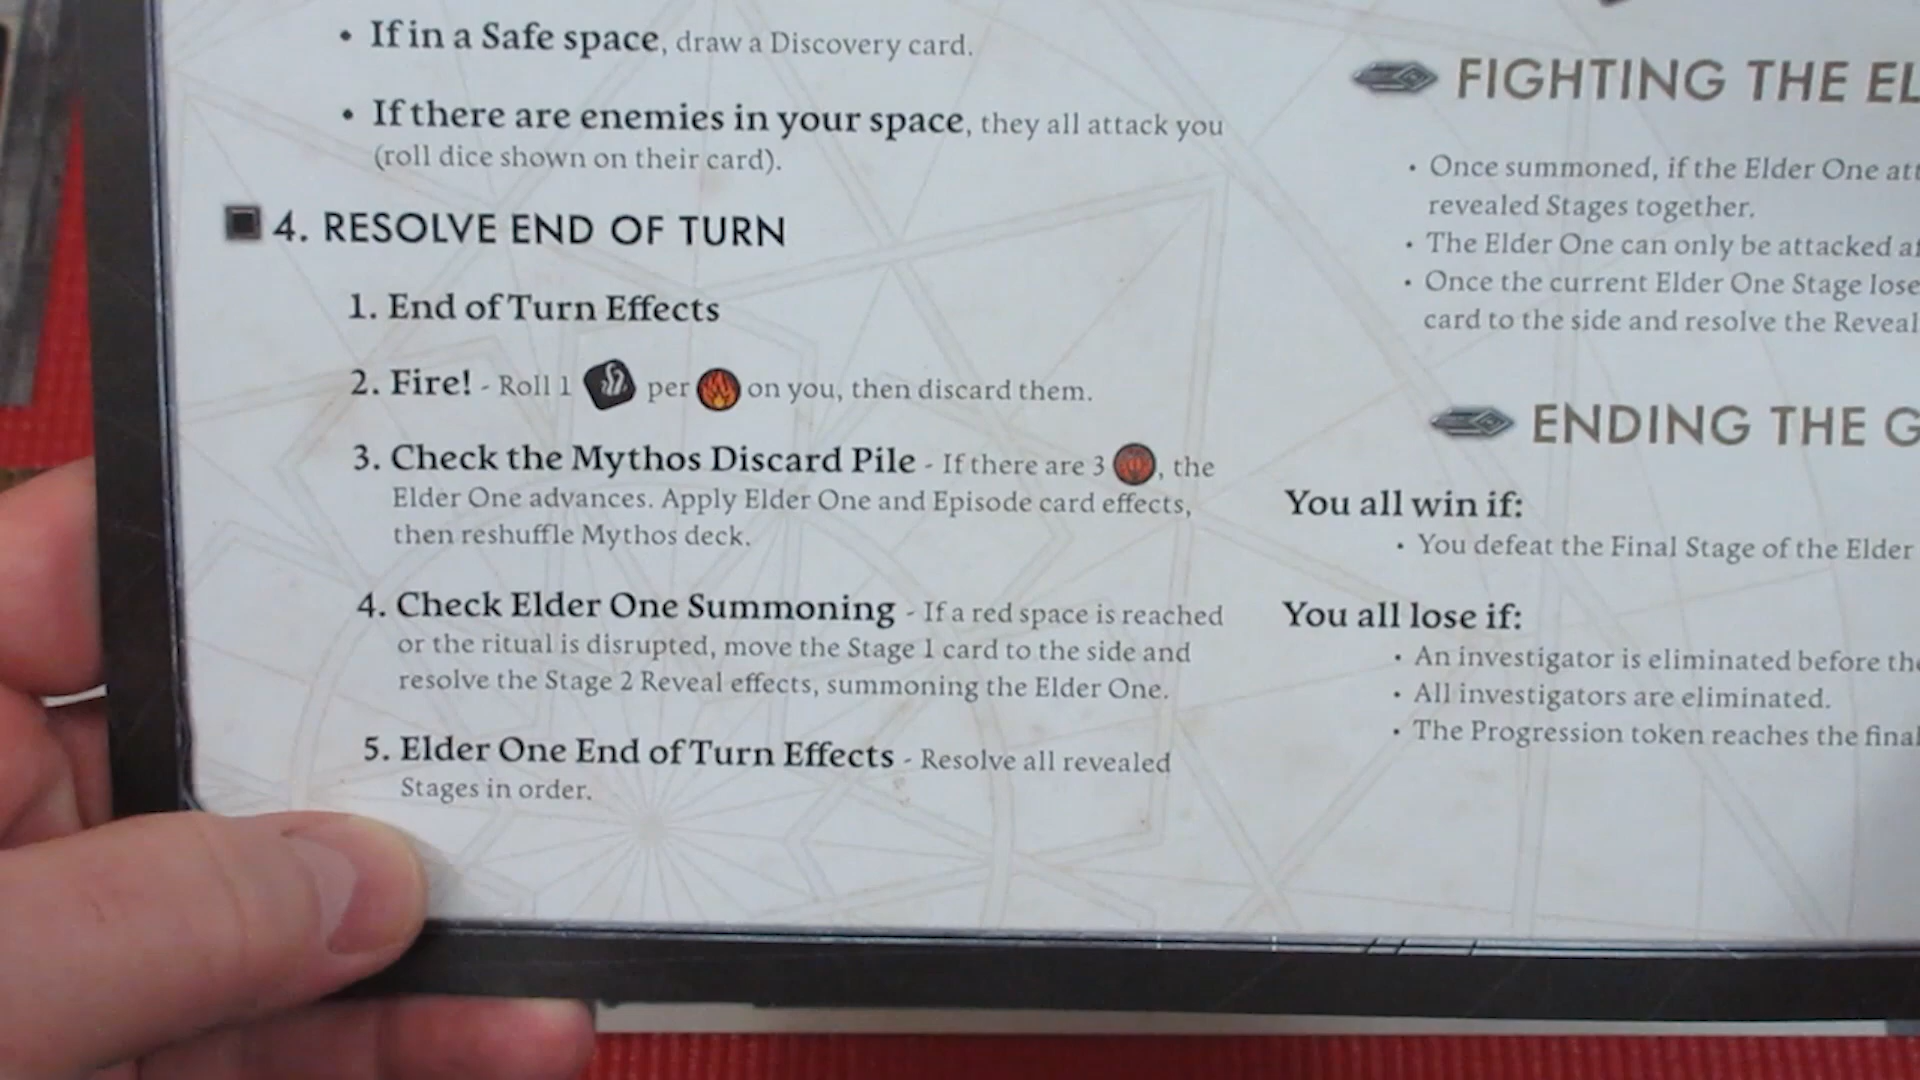 • If in a Safe space, draw a Discovery card.
• If there are enemies in your space, they all attack you
(roll dice shown on their card).
4. RESOLVE END OF TURN
1. End of Turn Effects
2. Fire! - Roll 1 per on you, then discard them.
3. Check the Mythos Discard Pile - If there are 3 , the
Elder One advances. Apply Elder One and Episode card effects,
then reshuffle Mythos deck.
4. Check Elder One Summoning - If a red space is reached
or the ritual is disrupted, move the Stage 1 card to the side and
resolve the Stage 2 Reveal effects, summoning the Elder One.
5. Elder One End of Turn Effects - Resolve all revealed
Stages in order.
FIGHTING THE
• Once summoned, if the Elder One
revealed Stages together.
• The Elder One can only be attacked
• Once the current Elder One Stage
card to the side and resolve the Reveal
ENDING THE
You all win if:
• You defeat the Final Stage of the Elder
You all lose if:
• An investigator is eliminated before
• All investigators are eliminated.
• The Progression token reaches the final